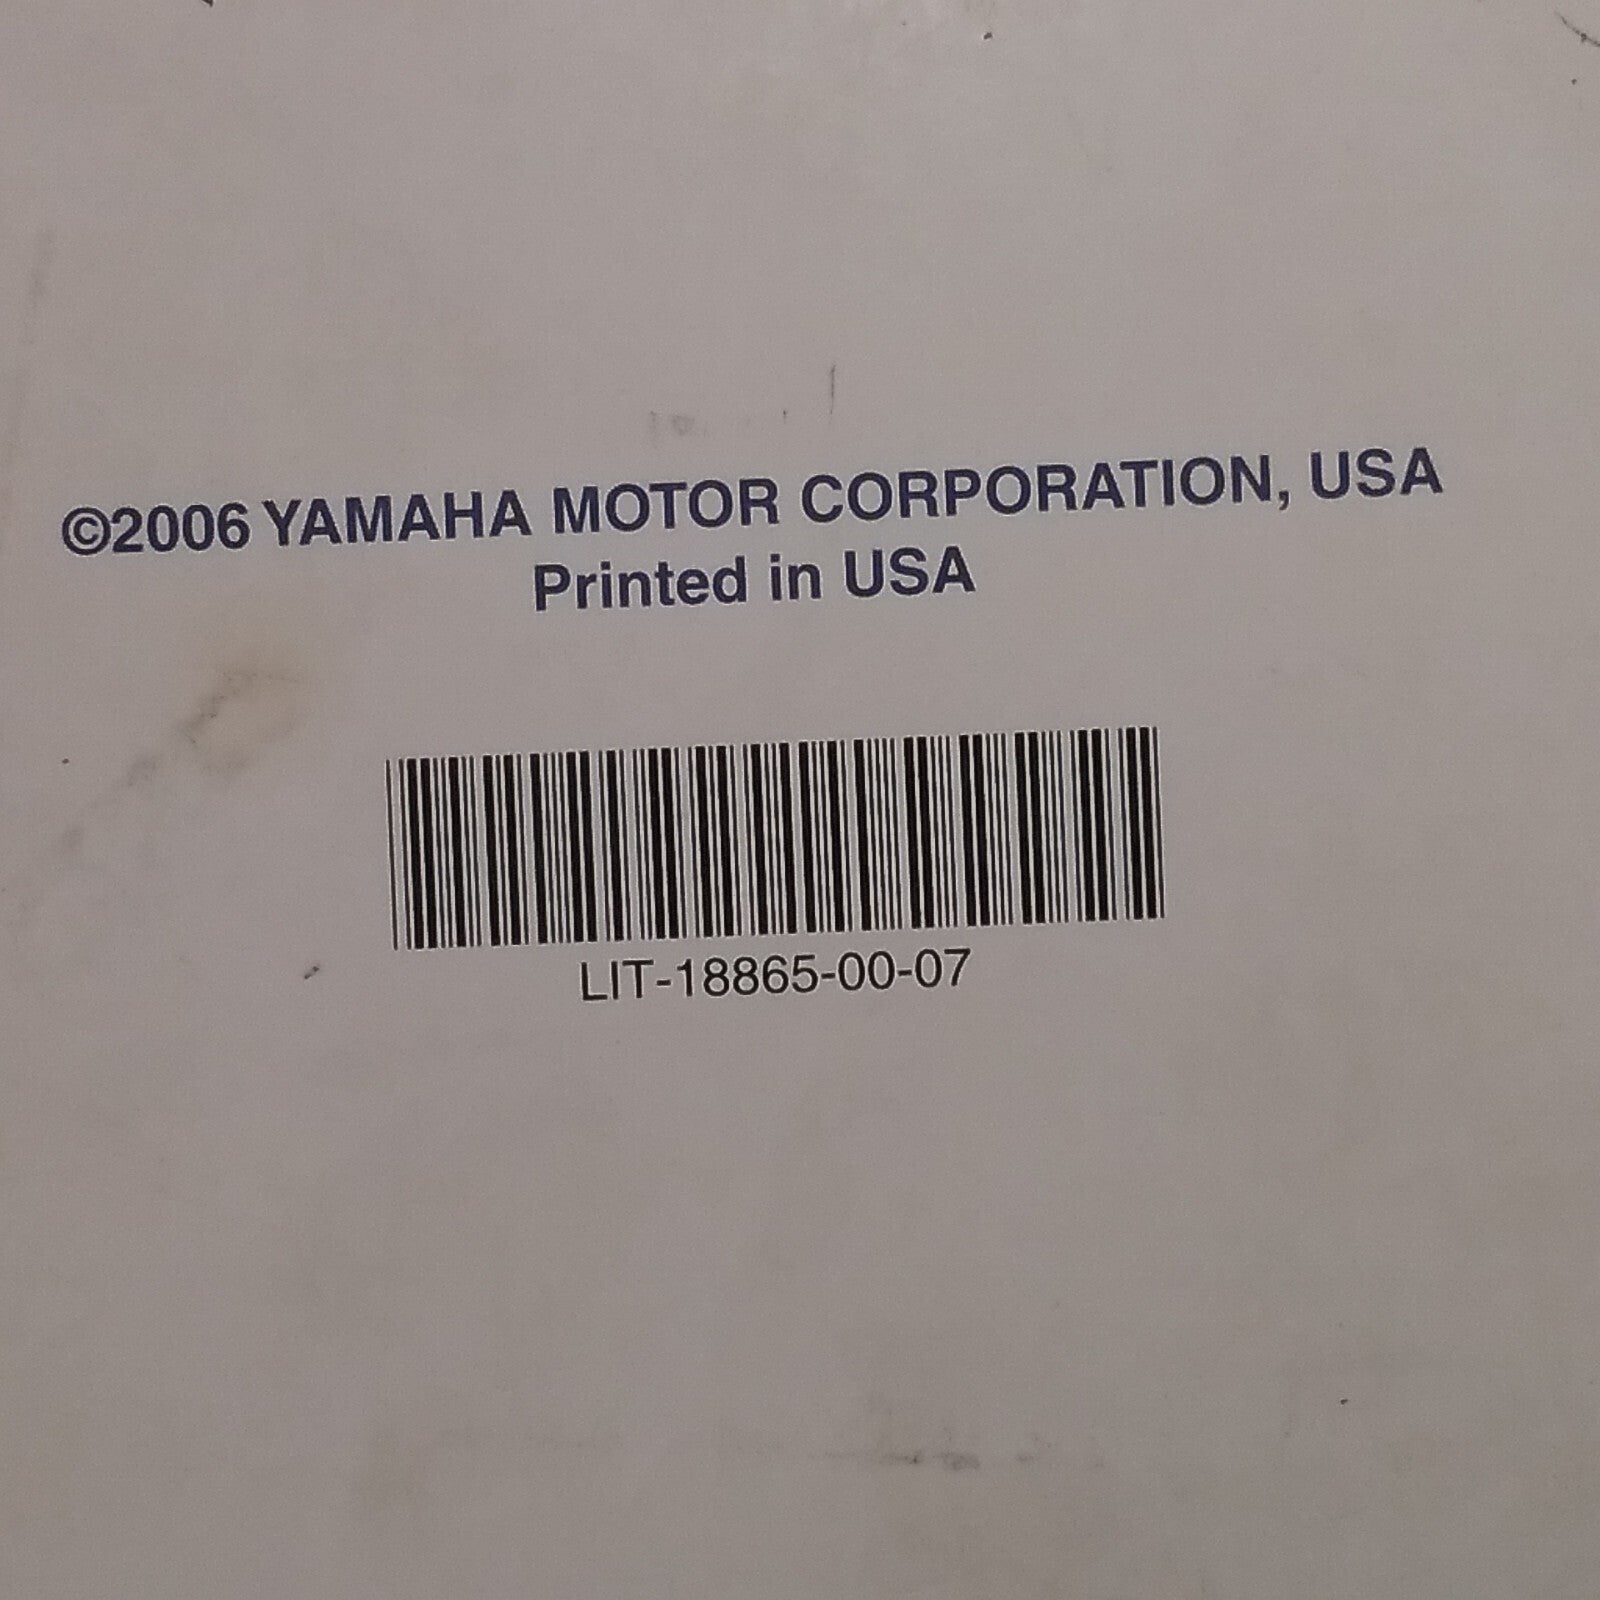 ©2006 YAMAHA MOTOR CORPORATION, USA
Printed in USA
LIT-18865-00-07